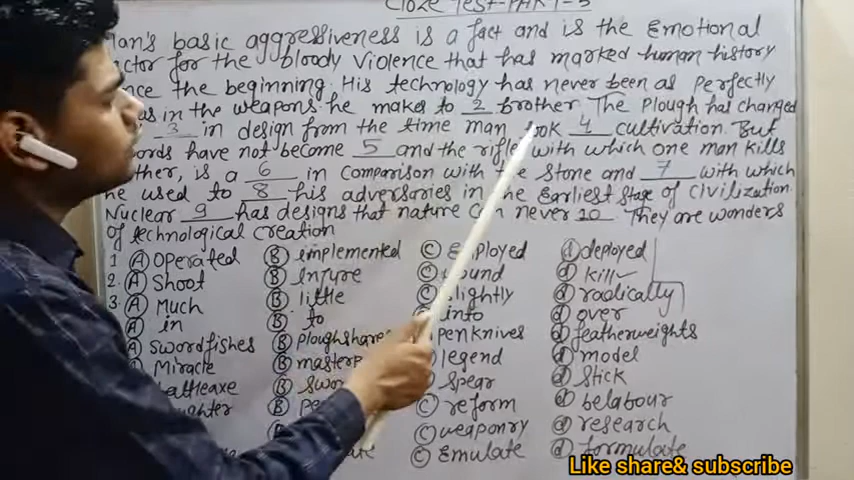 Cloze Test-PART-5
Man's basic aggressiveness is a fact and is the Emotional
for the bloody violence that has marked human history
the beginning. His technology has never been as perfectly
in the weapons he makes to 2 brother The Plough has changed
3 in design from the time man took 4 cultivation. But
have not become 5 and the rifle with which one man kills
is a 6 in Comparison with the Stone and 7 with which
he used to 8 his adversaries in the Earliest stage of civilization.
Nuclear 9 has designs that nature can never 10 They are wonders
of technological creation
1 Ⓐ Operated Ⓑ implemented Ⓒ Employed ⓓ deployed
2. Ⓐ Shoot Ⓑ Injure Ⓒ ⓓ kill ✓
3. Ⓐ Much Ⓑ little Ⓒ slightly ⓓ radically
Ⓐ in Ⓑ to Ⓒ into ⓓ over
Ⓐ swordfishes Ⓑ ploughshares penknives ⓓ featherweights
Miracle Ⓑ Ⓒ legend ⓓ model
battleaxe Ⓑ Ⓒ Spear ⓓ Stick
Ⓑ Ⓒ reform ⓓ belabour
Ⓒ weaponry ⓓ research
Ⓒ Emulate ⓓ formulate
Like share& subscribe